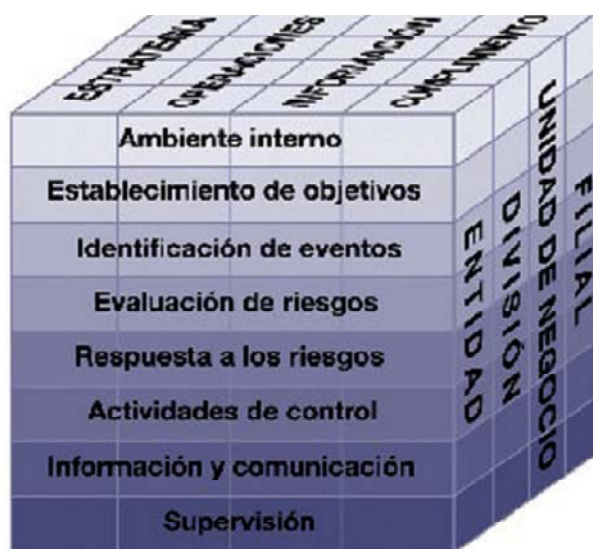 ESTRATEGIA
OPERACIONES
INFORMACIÓN
CUMPLIMIENTO
Ambiente interno
Establecimiento de objetivos
Identificación de eventos
Evaluación de riesgos
Respuesta a los riesgos
Actividades de control
Información y comunicación
Supervisión
ENTIDAD
DIVISIÓN
UNIDAD DE NEGOCIO
FILIAL